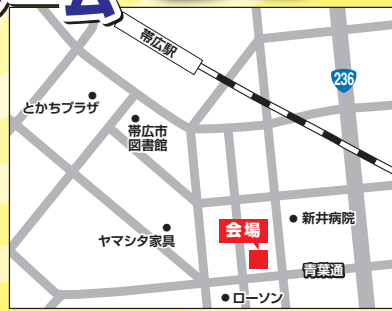 会
帯広駅
236
とかちプラザ
帯広市
図書館
新井病院
会場
ヤマシタ家具
青葉通
ローソン